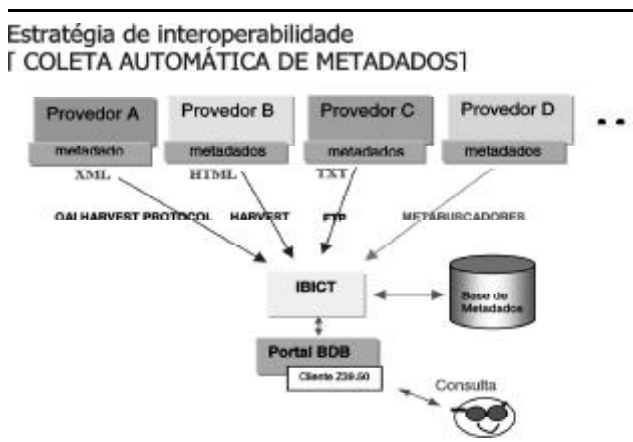 Estratégia de interoperabilidade
[ COLETA AUTOMÁTICA DE METADADOS]
Provedor A Provedor B Provedor C Provedor D ..
metadado metadados metadados metadados
XML HTML TXT
OAI HARVEST PROTOCOL HARVEST FTP METABUSCADORES
IBICT
Base de
Metadados
Portal BDB
Cliente Z39.50
Consulta